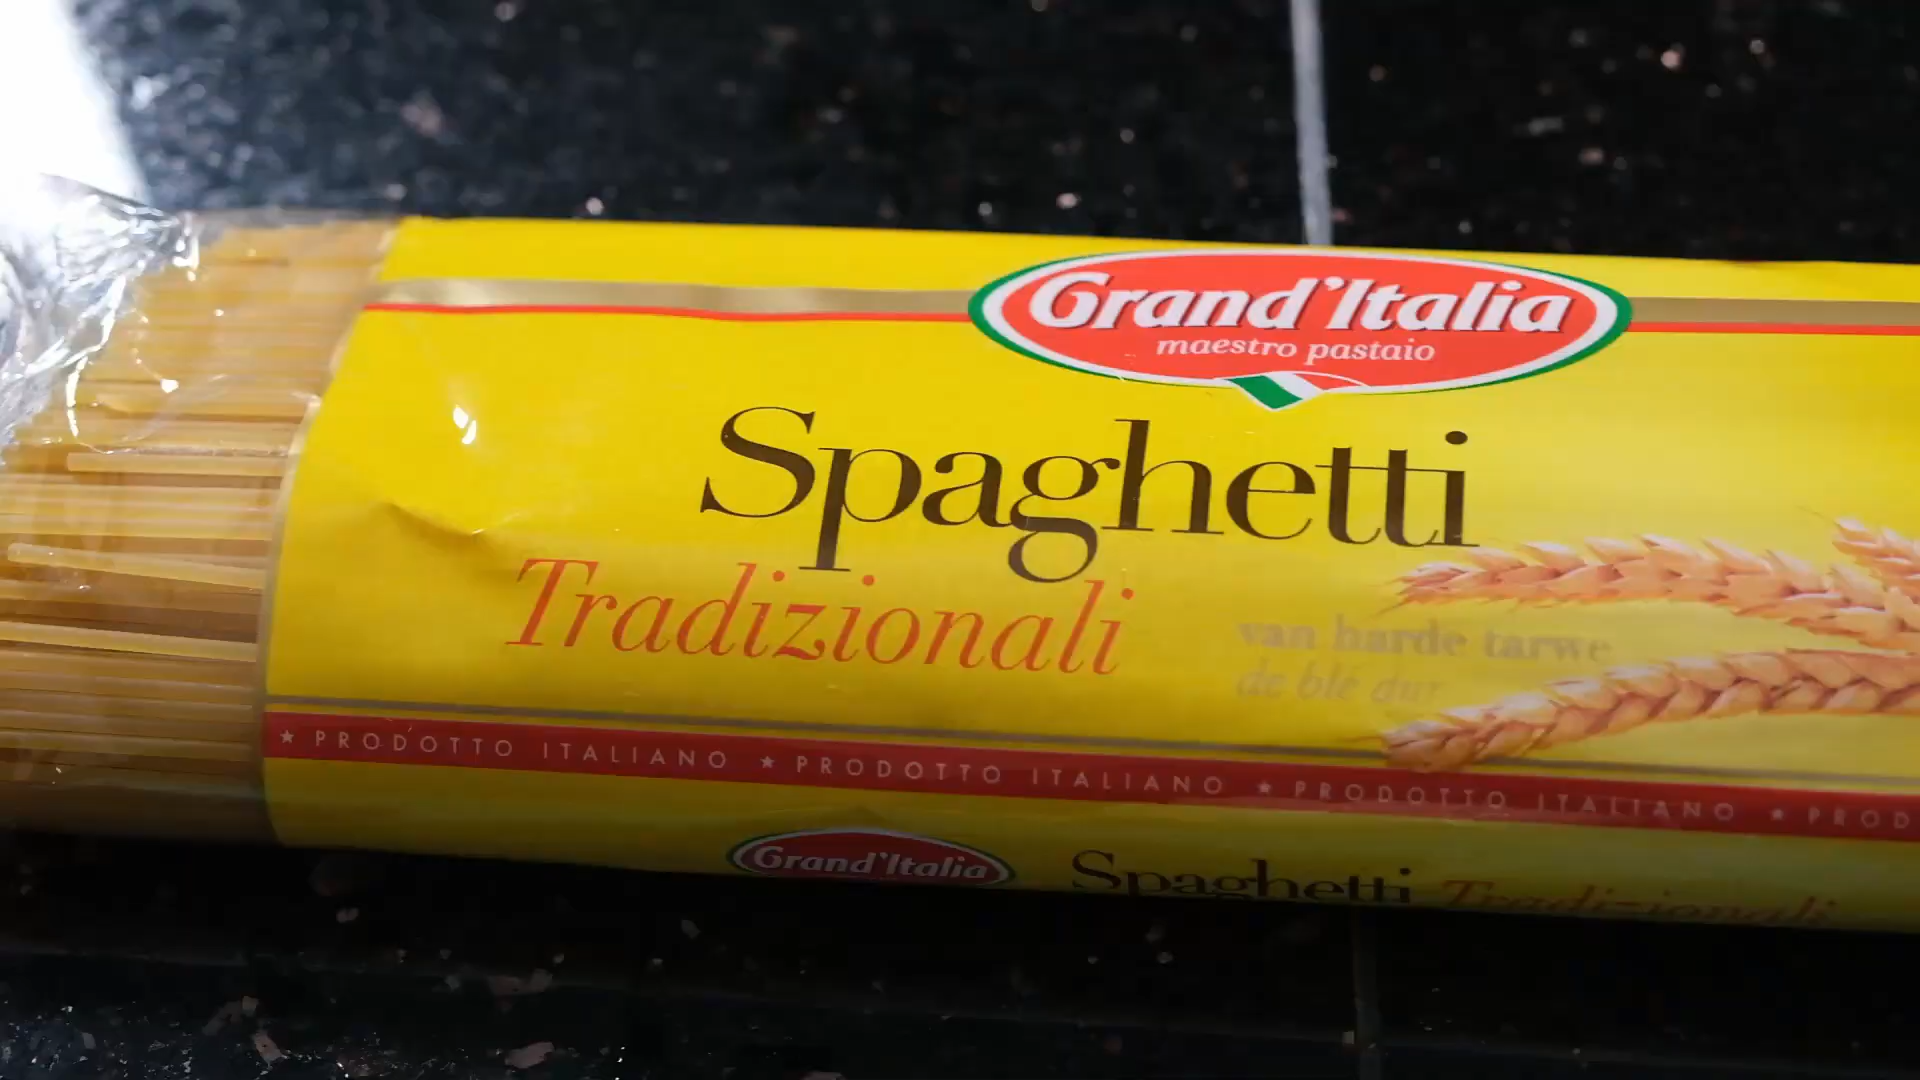 Grand'Italia
maestro pastaio
Spaghetti
Tradizionali
van harde tarwe
de blé dur
★ PRODOTTO ITALIANO ★ PRODOTTO ITALIANO ★ PRODOTTO ITALIANO ★ PROD
Grand'Italia Spaghetti Tradizionali